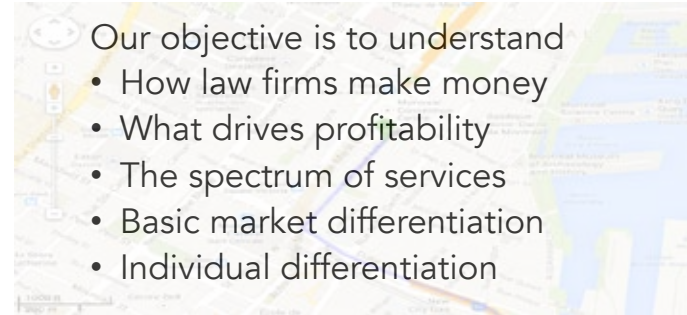 Our objective is to understand
• How law firms make money
• What drives profitability
• The spectrum of services
• Basic market differentiation
• Individual differentiation